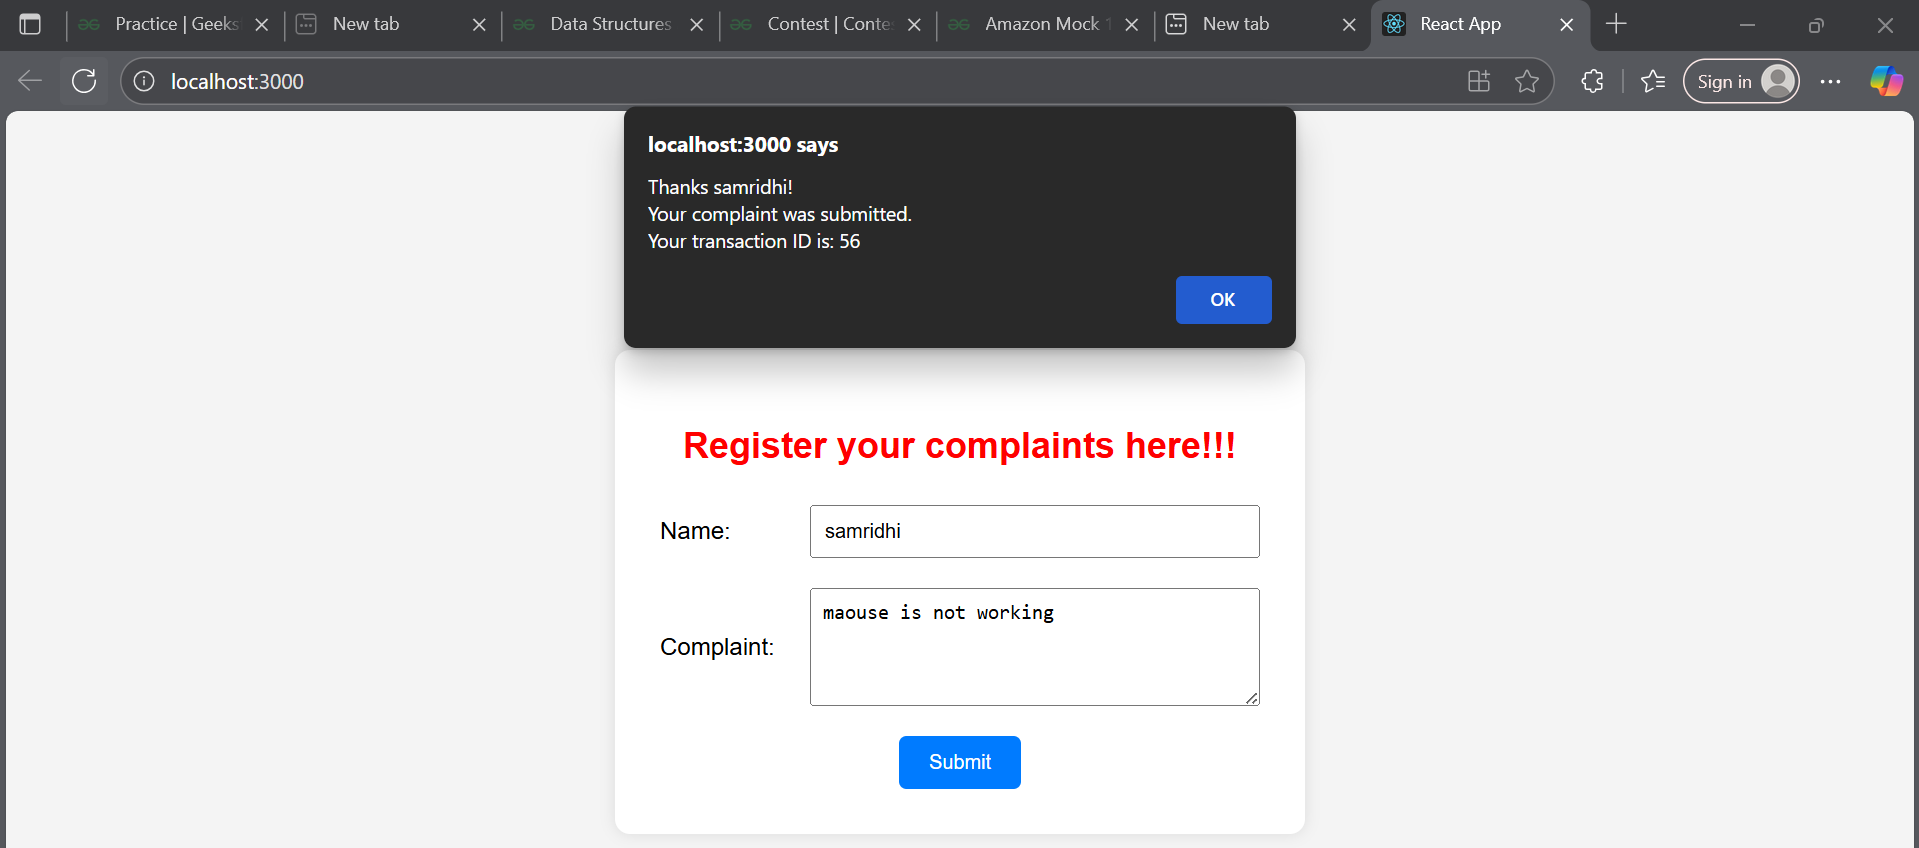 Practice | Geeks
New tab
Data Structures
Contest | Conte
Amazon Mock 1
New tab
React App
localhost:3000
Sign in
localhost:3000 says
Thanks samridhi!
Your complaint was submitted.
Your transaction ID is: 56
OK
Register your complaints here!!!
Name:
samridhi
Complaint:
maouse is not working
Submit